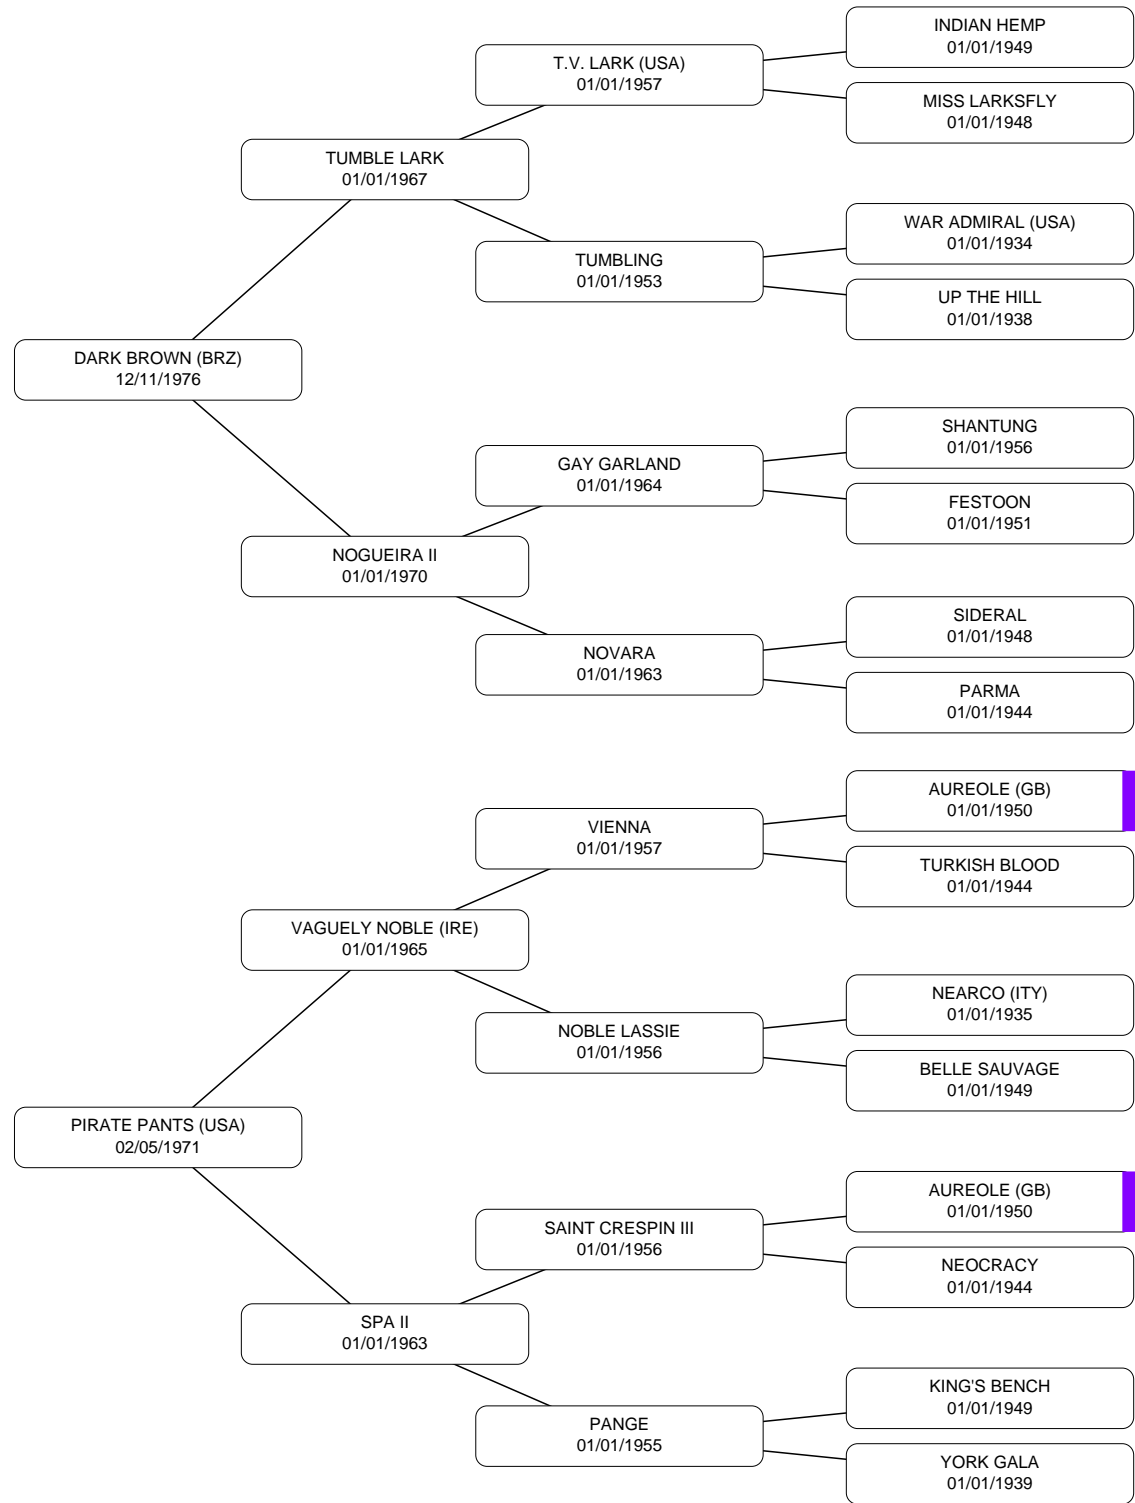 INDIAN HEMP
01/01/1949
T.V. LARK (USA)
01/01/1957
MISS LARKSFLY
01/01/1948
TUMBLE LARK
01/01/1967
WAR ADMIRAL (USA)
01/01/1934
TUMBLING
01/01/1953
UP THE HILL
01/01/1938
DARK BROWN (BRZ)
12/11/1976
SHANTUNG
01/01/1956
GAY GARLAND
01/01/1964
FESTOON
01/01/1951
NOGUEIRA II
01/01/1970
SIDERAL
01/01/1948
NOVARA
01/01/1963
PARMA
01/01/1944
AUREOLE (GB)
01/01/1950
VIENNA
01/01/1957
TURKISH BLOOD
01/01/1944
VAGUELY NOBLE (IRE)
01/01/1965
NEARCO (ITY)
01/01/1935
NOBLE LASSIE
01/01/1956
BELLE SAUVAGE
01/01/1949
PIRATE PANTS (USA)
02/05/1971
AUREOLE (GB)
01/01/1950
SAINT CRESPIN III
01/01/1956
NEOCRACY
01/01/1944
SPA II
01/01/1963
KING'S BENCH
01/01/1949
PANGE
01/01/1955
YORK GALA
01/01/1939